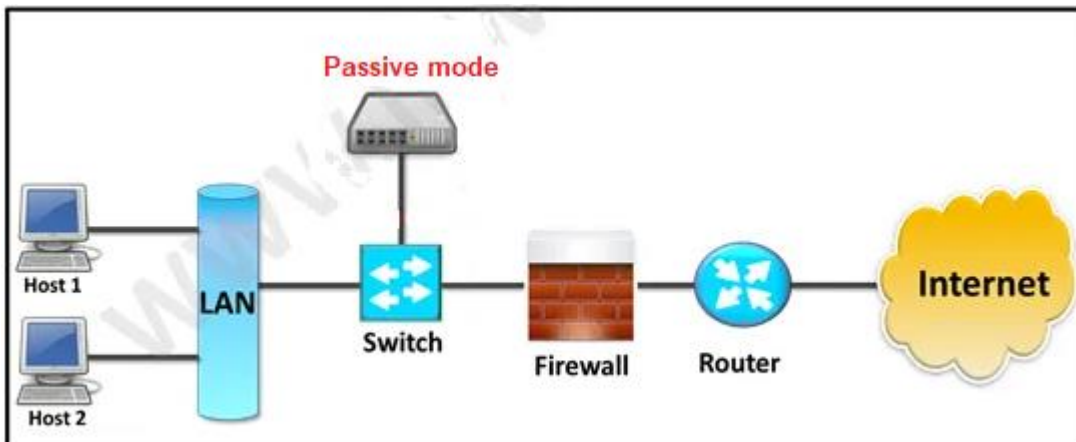 Passive mode
Host 1
LAN
Switch
Firewall
Router
Internet
Host 2